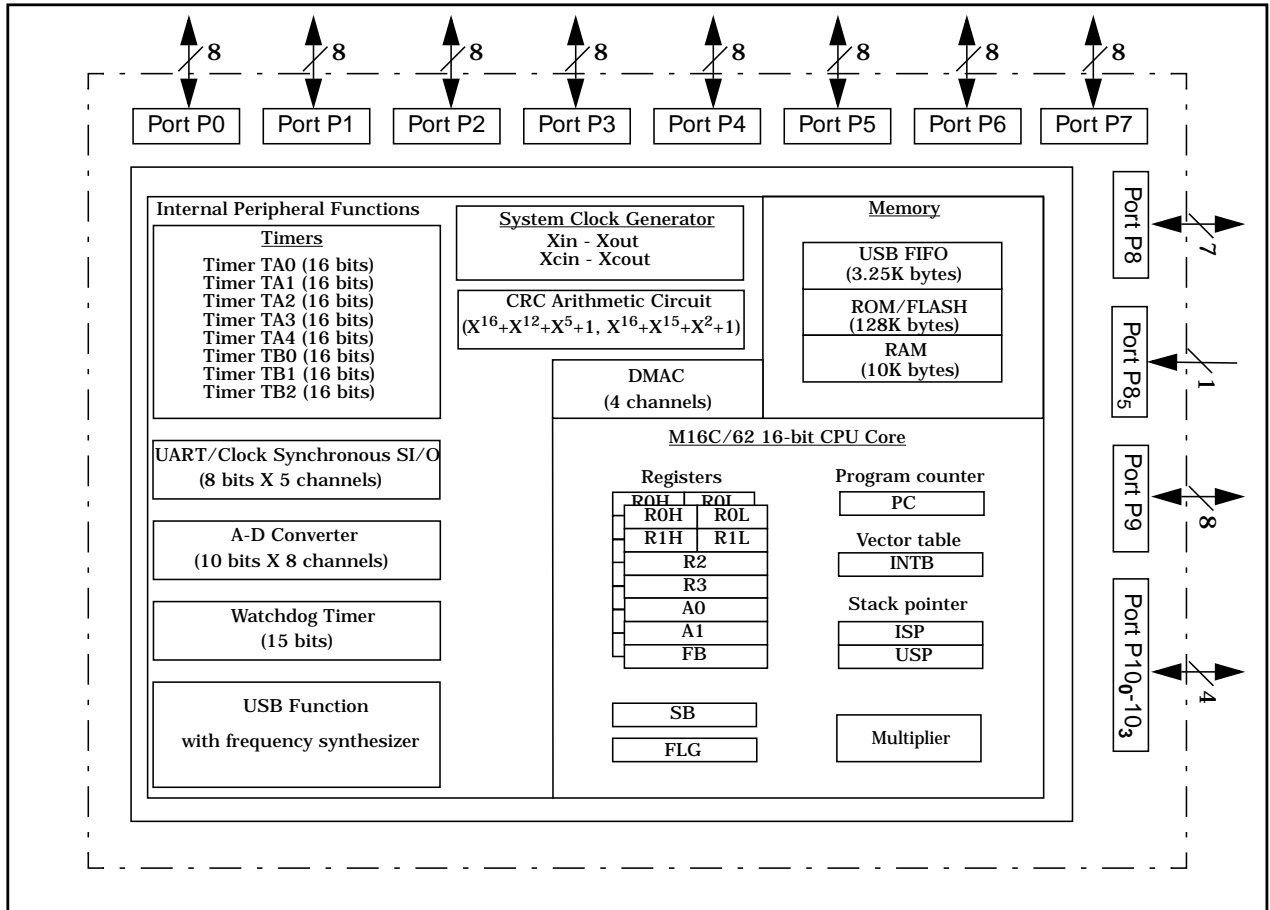 8 8 8 8 8 8 8 8
Port P0 Port P1 Port P2 Port P3 Port P4 Port P5 Port P6 Port P7
Internal Peripheral Functions
Timers
Timer TA0 (16 bits)
Timer TA1 (16 bits)
Timer TA2 (16 bits)
Timer TA3 (16 bits)
Timer TA4 (16 bits)
Timer TB0 (16 bits)
Timer TB1 (16 bits)
Timer TB2 (16 bits)
UART/Clock Synchronous SI/O
(8 bits X 5 channels)
A-D Converter
(10 bits X 8 channels)
Watchdog Timer
(15 bits)
USB Function
with frequency synthesizer
System Clock Generator
Xin - Xout
Xcin - Xcout
CRC Arithmetic Circuit
(X¹⁶+X¹²+X⁵+1, X¹⁶+X¹⁵+X²+1)
DMAC
(4 channels)
Memory
USB FIFO
(3.25K bytes)
ROM/FLASH
(128K bytes)
RAM
(10K bytes)
M16C/62 16-bit CPU Core
Registers
R0H R0L
R0H R0L
R1H R1L
R2
R3
A0
A1
FB
SB
FLG
Program counter
PC
Vector table
INTB
Stack pointer
ISP
USP
Multiplier
Port P8
7
Port P8₅
1
Port P9
8
Port P10₀-10₃
4